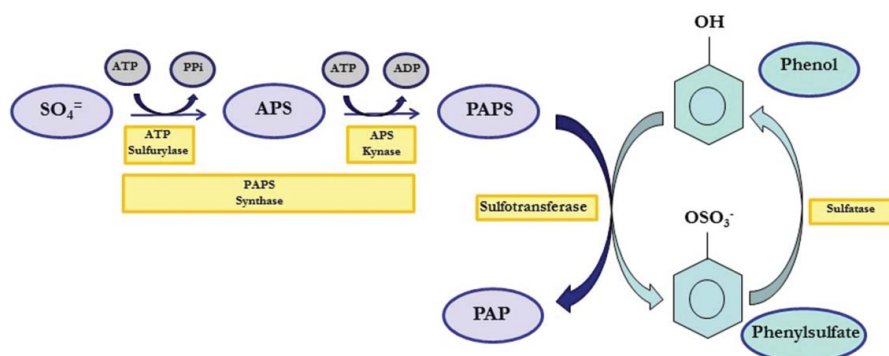 OH
Phenol
ATP
PPi
ATP
ADP
SO₄⁼
APS
PAPS
ATP
Sulfurylase
APS
Kynase
PAPS
Synthase
Sulfotransferase
OSO₃⁻
Sulfatase
PAP
Phenylsulfate